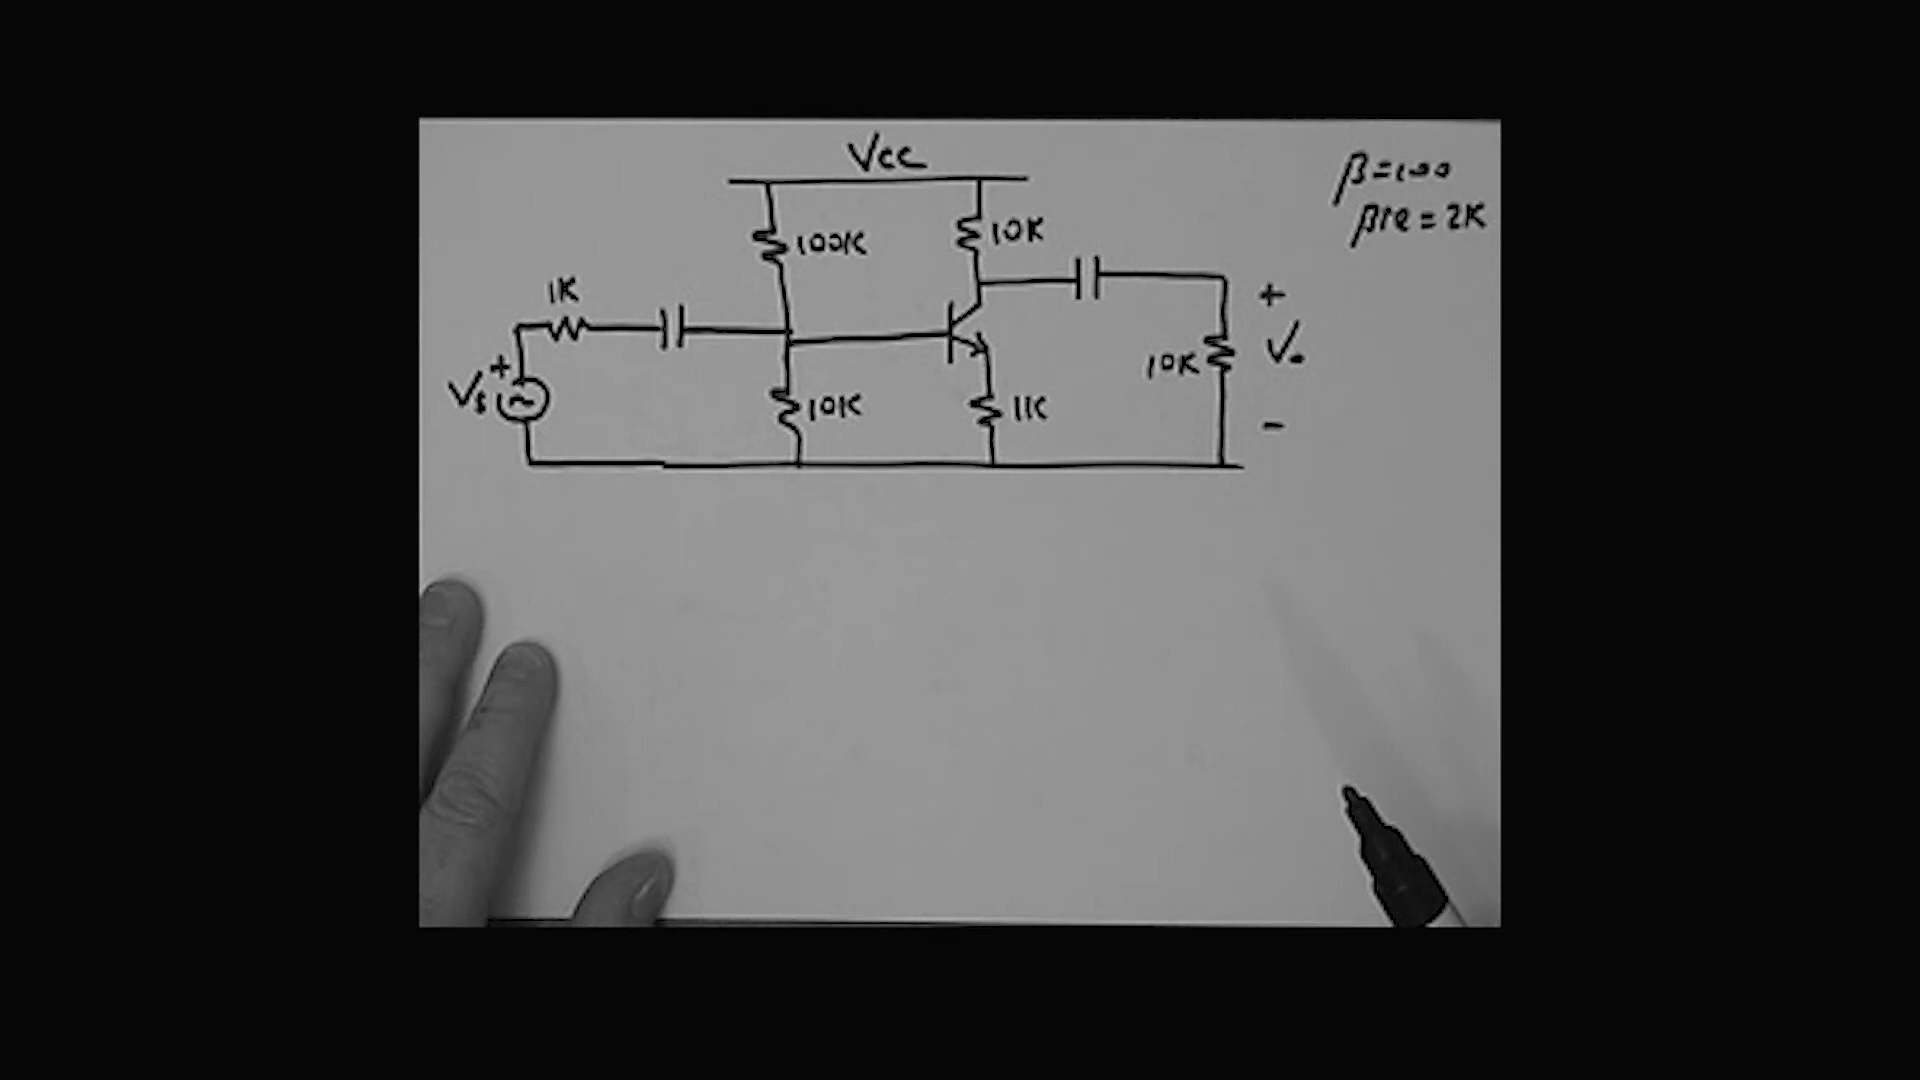 Vcc
β=100
βre = 2K
100K
10K
1K
+
+
Vs
10K
Vo
10K
1K
-